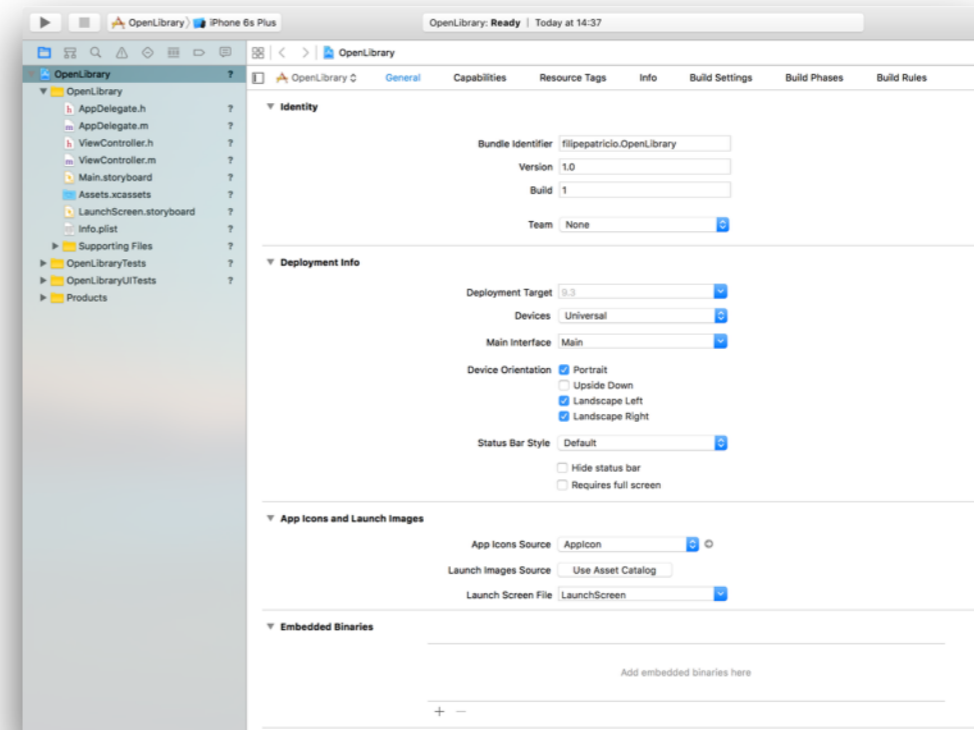 OpenLibrary iPhone 6s Plus
OpenLibrary: Ready | Today at 14:37
OpenLibrary
OpenLibrary General Capabilities Resource Tags Info Build Settings Build Phases Build Rules
OpenLibrary ?
OpenLibrary
h AppDelegate.h ?
m AppDelegate.m ?
h ViewController.h ?
m ViewController.m ?
Main.storyboard ?
Assets.xcassets ?
LaunchScreen.storyboard ?
Info.plist ?
Supporting Files ?
OpenLibraryTests ?
OpenLibraryUITests ?
Products
Identity
Bundle Identifier filipepatricio.OpenLibrary
Version 1.0
Build 1
Team None
Deployment Info
Deployment Target 9.3
Devices Universal
Main Interface Main
Device Orientation Portrait
Upside Down
Landscape Left
Landscape Right
Status Bar Style Default
Hide status bar
Requires full screen
App Icons and Launch Images
App Icons Source AppIcon
Launch Images Source Use Asset Catalog
Launch Screen File LaunchScreen
Embedded Binaries
Add embedded binaries here
+ −